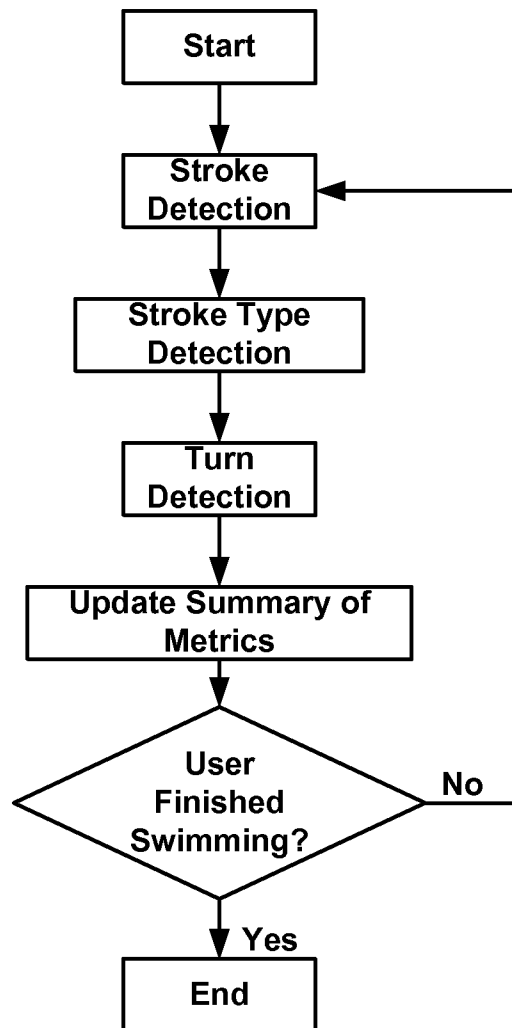 Start
Stroke
Detection
Stroke Type
Detection
Turn
Detection
Update Summary of
Metrics
User
Finished
Swimming?
No
Yes
End